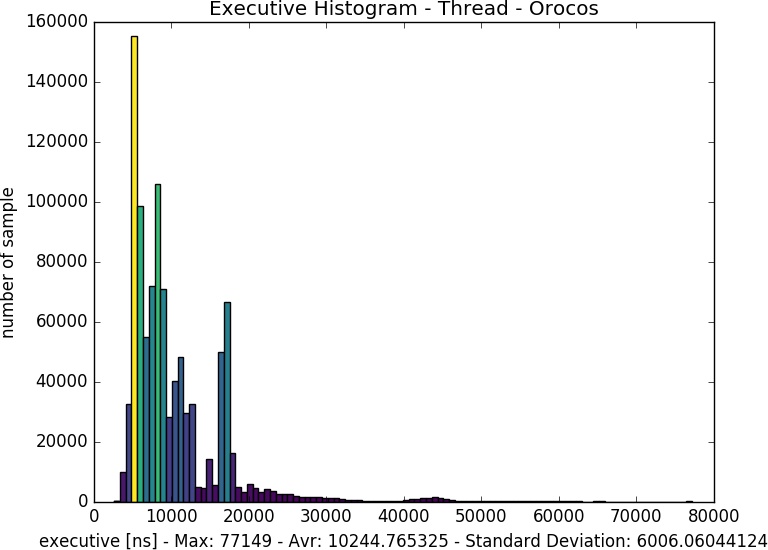 Executive Histogram - Thread - Orocos
160000
140000
120000
100000
80000
60000
40000
20000
0
number of sample
0 10000 20000 30000 40000 50000 60000 70000 80000
executive [ns] - Max: 77149 - Avr: 10244.765325 - Standard Deviation: 6006.06044124